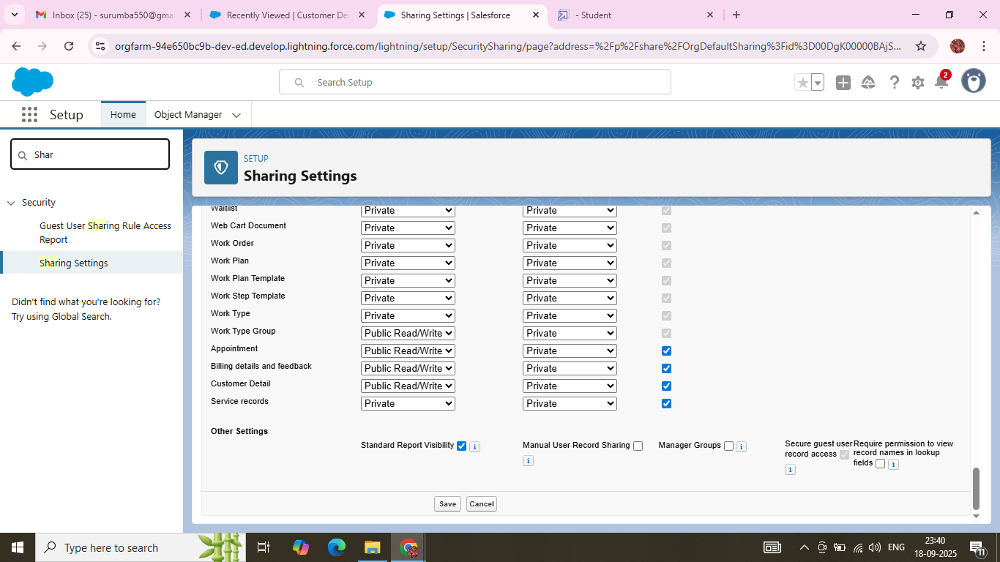 Inbox (25) - surumba550@gmai
Recently Viewed | Customer De
Sharing Settings | Salesforce
- Student
orgfarm-94e650bc9b-dev-ed.develop.lightning.force.com/lightning/setup/SecuritySharing/page?address=%2Fp%2Fshare%2FOrgDefaultSharing%3Fid%3D00DgK00000BAjS...
Search Setup
2
Setup
Home
Object Manager
Shar
Security
Guest User Sharing Rule Access
Report
Sharing Settings
Didn't find what you're looking for?
Try using Global Search.
SETUP
Sharing Settings
Waitlist Private Private
Web Cart Document Private Private
Work Order Private Private
Work Plan Private Private
Work Plan Template Private Private
Work Step Template Private Private
Work Type Private Private
Work Type Group Public Read/Write Private
Appointment Public Read/Write Private
Billing details and feedback Public Read/Write Private
Customer Detail Public Read/Write Private
Service records Private Private
Other Settings
Standard Report Visibility i
Manual User Record Sharing
i
Manager Groups i
Secure guest user
record access
i
Require permission to view
record names in lookup
fields i
Save Cancel
Type here to search
ENG
23:40
18-09-2025
11